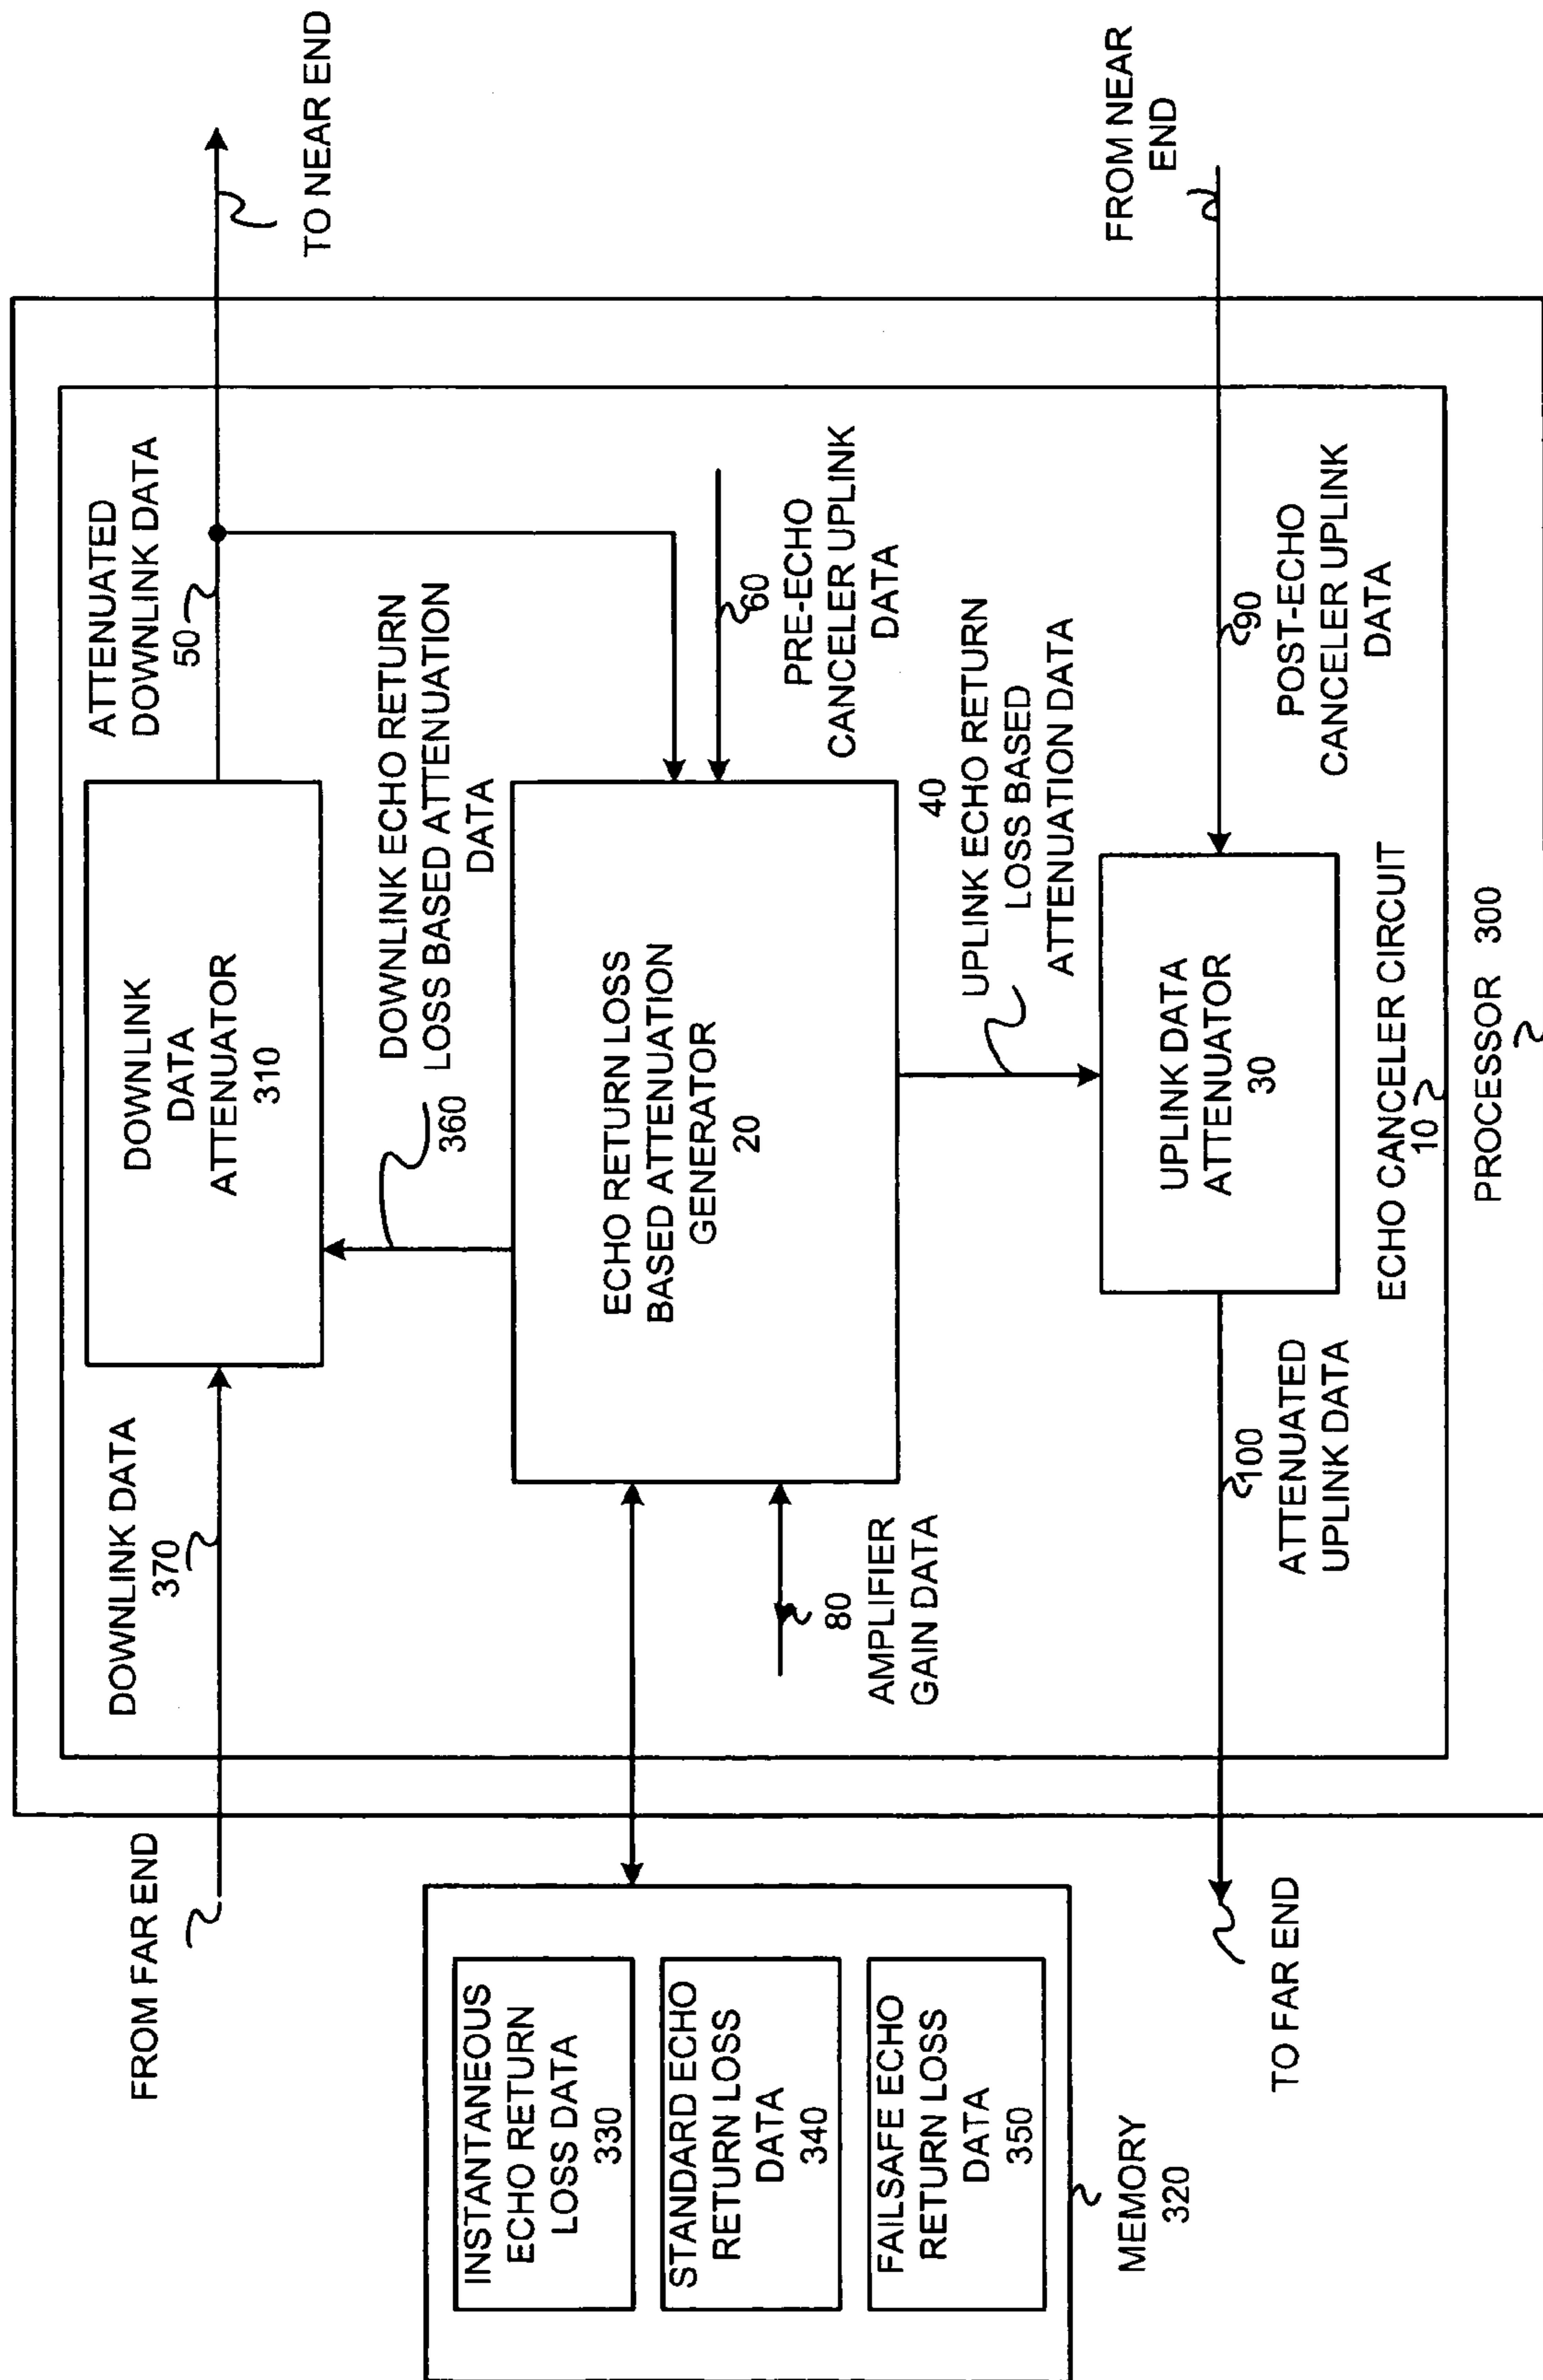 FROM FAR END
DOWNLINK DATA
370
DOWNLINK
DATA
ATTENUATOR
310
ATTENUATED
DOWNLINK DATA
50
TO NEAR END
360
DOWNLINK ECHO RETURN
LOSS BASED ATTENUATION
DATA
INSTANTANEOUS
ECHO RETURN
LOSS DATA
330
STANDARD ECHO
RETURN LOSS
DATA
340
FAILSAFE ECHO
RETURN LOSS
DATA
350
MEMORY
320
80
AMPLIFIER
GAIN DATA
ECHO RETURN LOSS
BASED ATTENUATION
GENERATOR
20
60
PRE-ECHO
CANCELER UPLINK
DATA
40
UPLINK ECHO RETURN
LOSS BASED
ATTENUATION DATA
FROM NEAR
END
UPLINK DATA
ATTENUATOR
30
90
POST-ECHO
CANCELER UPLINK
DATA
100
ATTENUATED
UPLINK DATA
TO FAR END
ECHO CANCELER CIRCUIT
10
PROCESSOR 300